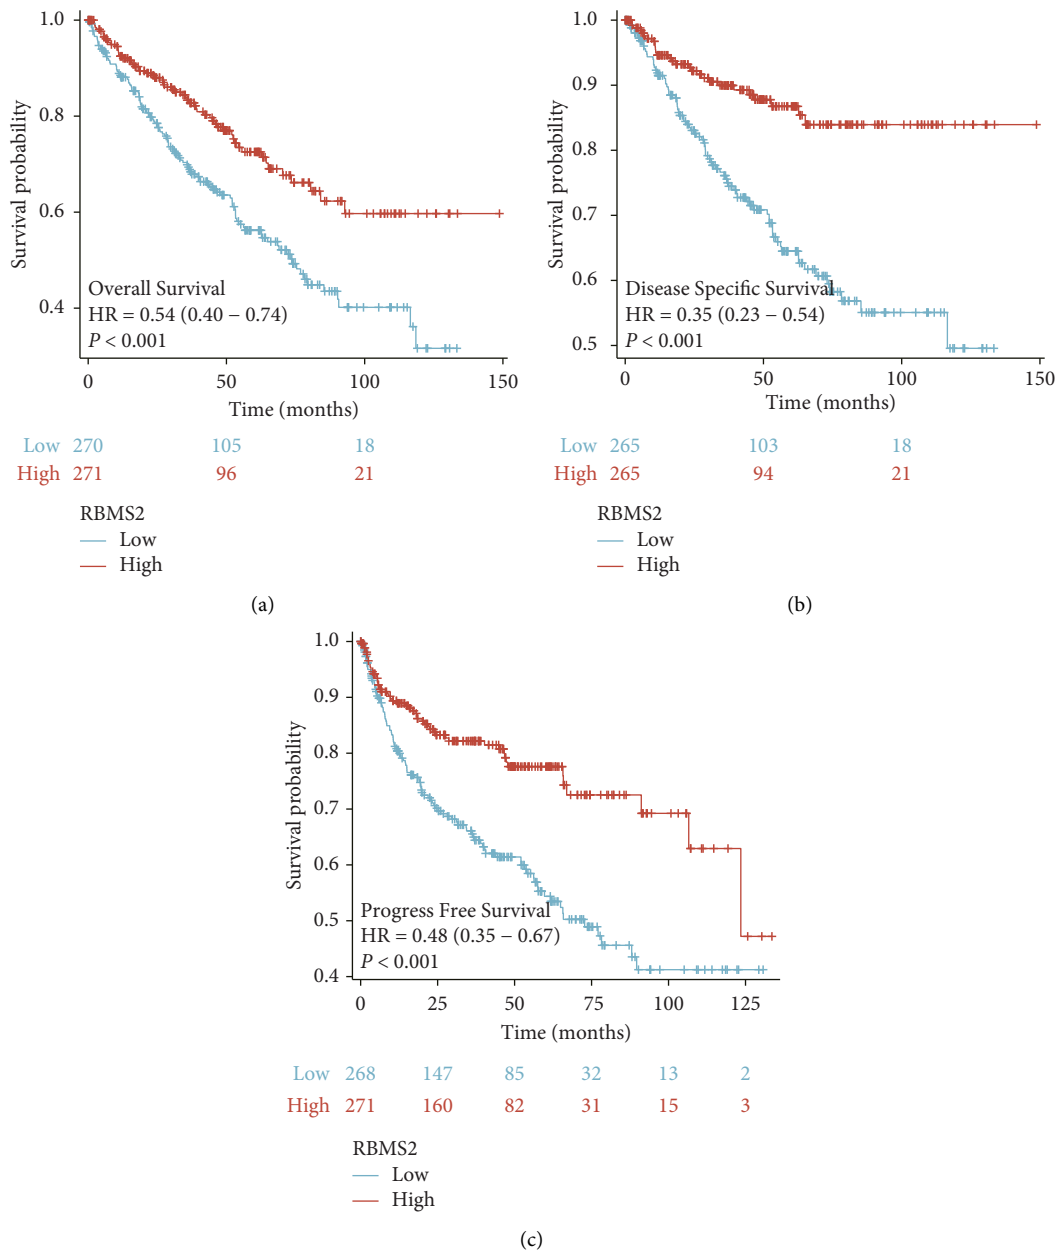 1.0
0.8
0.6
0.4
Survival probability
Overall Survival
HR = 0.54 (0.40 – 0.74)
P < 0.001
0 50 100 150
Time (months)
Low 270 105 18
High 271 96 21
RBMS2
Low
High
(a)
1.0
0.9
0.8
0.7
0.6
0.5
Survival probability
Disease Specific Survival
HR = 0.35 (0.23 – 0.54)
P < 0.001
0 50 100 150
Time (months)
Low 265 103 18
High 265 94 21
RBMS2
Low
High
(b)
1.0
0.9
0.8
0.7
0.6
0.5
0.4
Survival probability
Progress Free Survival
HR = 0.48 (0.35 – 0.67)
P < 0.001
0 25 50 75 100 125
Time (months)
Low 268 147 85 32 13 2
High 271 160 82 31 15 3
RBMS2
Low
High
(c)